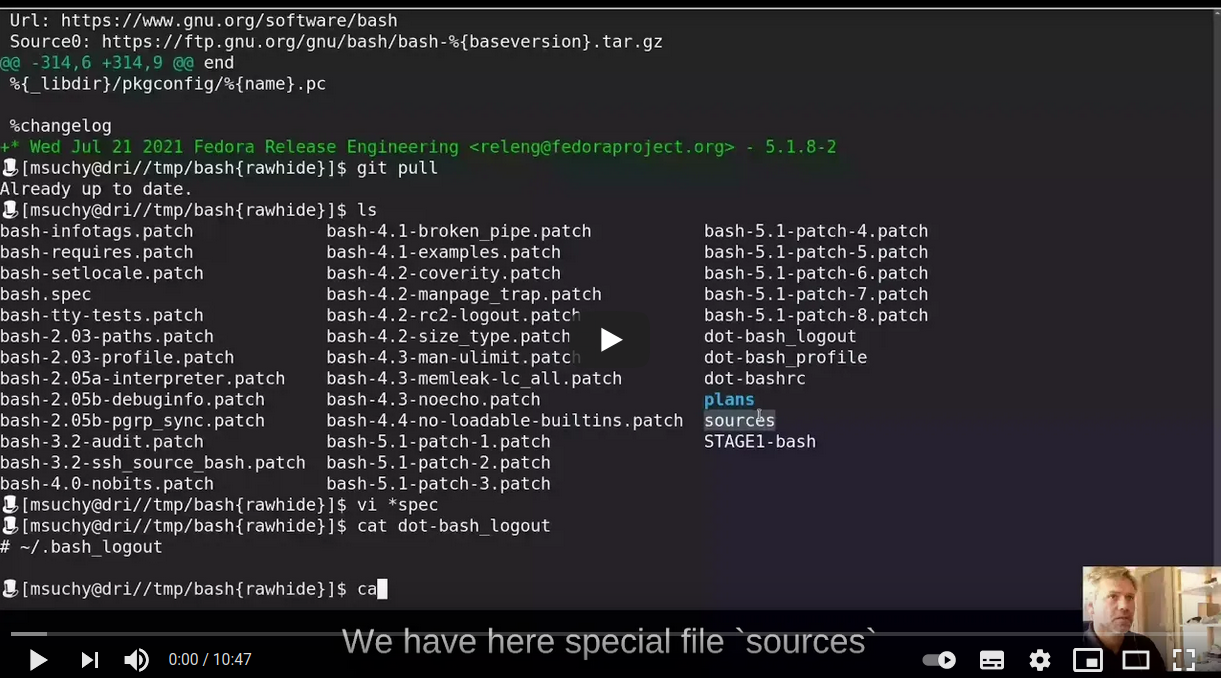 Url: https://www.gnu.org/software/bash
Source0: https://ftp.gnu.org/gnu/bash/bash-%{baseversion}.tar.gz
@@ -314,6 +314,9 @@ end
%{_libdir}/pkgconfig/%{name}.pc
%changelog
+* Wed Jul 21 2021 Fedora Release Engineering <releng@fedoraproject.org> - 5.1.8-2
[msuchy@dri//tmp/bash{rawhide}]$ git pull
Already up to date.
[msuchy@dri//tmp/bash{rawhide}]$ ls
bash-infotags.patch bash-4.1-broken_pipe.patch bash-5.1-patch-4.patch
bash-requires.patch bash-4.1-examples.patch bash-5.1-patch-5.patch
bash-setlocale.patch bash-4.2-coverity.patch bash-5.1-patch-6.patch
bash.spec bash-4.2-manpage_trap.patch bash-5.1-patch-7.patch
bash-tty-tests.patch bash-4.2-rc2-logout.patch bash-5.1-patch-8.patch
bash-2.03-paths.patch bash-4.2-size_type.patch dot-bash_logout
bash-2.03-profile.patch bash-4.3-man-ulimit.patch dot-bash_profile
bash-2.05a-interpreter.patch bash-4.3-memleak-lc_all.patch dot-bashrc
bash-2.05b-debuginfo.patch bash-4.3-noecho.patch plans
bash-2.05b-pgrp_sync.patch bash-4.4-no-loadable-builtins.patch sources
bash-3.2-audit.patch bash-5.1-patch-1.patch STAGE1-bash
bash-3.2-ssh_source_bash.patch bash-5.1-patch-2.patch
bash-4.0-nobits.patch bash-5.1-patch-3.patch
[msuchy@dri//tmp/bash{rawhide}]$ vi *spec
[msuchy@dri//tmp/bash{rawhide}]$ cat dot-bash_logout
# ~/.bash_logout
[msuchy@dri//tmp/bash{rawhide}]$ ca
We have here special file `sources`
0:00 / 10:47